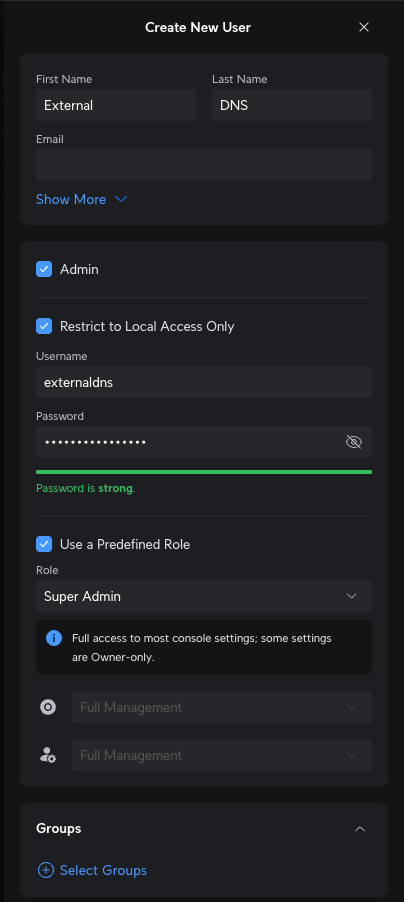 Create New User
First Name
Last Name
External
DNS
Email
Show More
Admin
Restrict to Local Access Only
Username
externaldns
Password
••••••••••••••••
Password is strong.
Use a Predefined Role
Role
Super Admin
Full access to most console settings; some settings
are Owner-only.
Full Management
Full Management
Groups
Select Groups